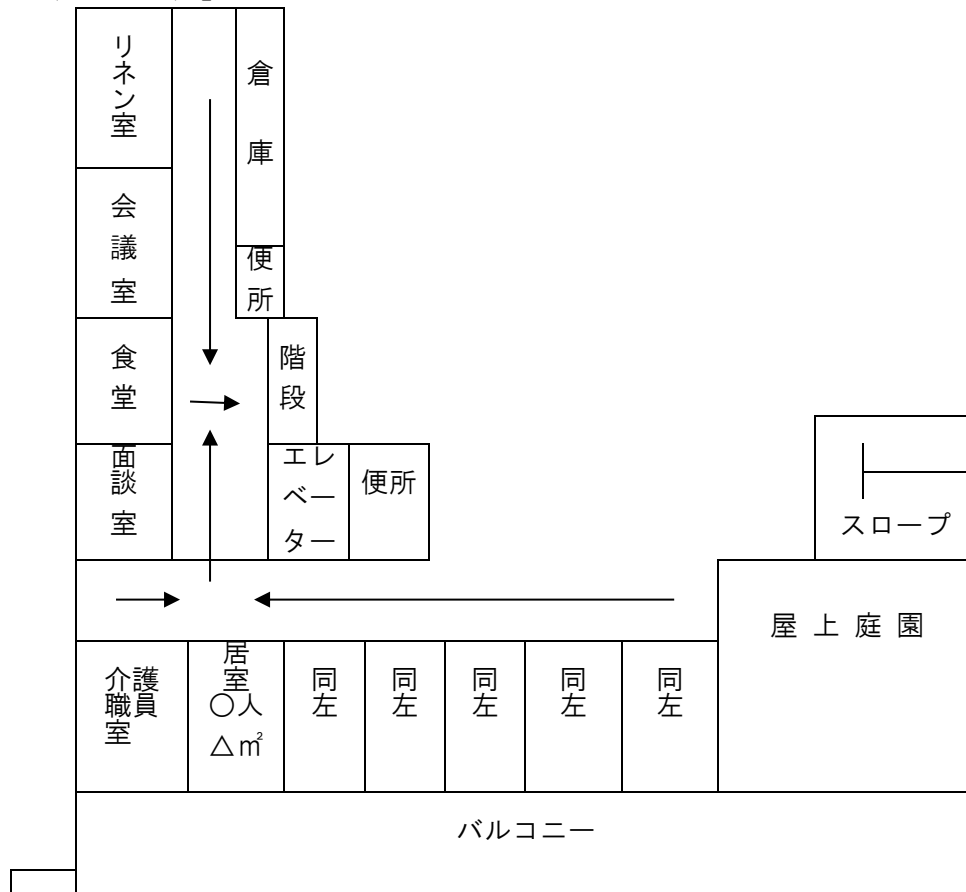 リネン室
倉庫
会議室
便所
食堂
階段
面談室
エレベーター
便所
スロープ
屋上庭園
介護職員室
居室
〇人
△㎡
同左
同左
同左
同左
同左
バルコニー